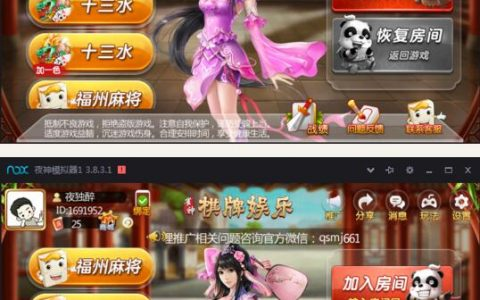 十三水
恢复房间
返回游戏
十三水
加一色
福州麻将
抵制不良游戏，拒绝盗版游戏。注意自我保护，谨防受骗上当。
适度游戏益脑，沉迷游戏伤身。合理安排时间，享受健康生活。
战绩
问题反馈
联系客服
nox 夜神模拟器1 3.8.3.1
夜独醉
ID:1691952
25
绑定
棋牌娱乐
推广
分享
消息
玩法
设置
理推广相关问题咨询官方微信：qsmj661
福州麻将
加入房间